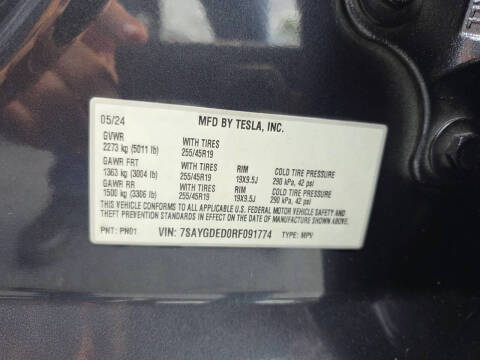 05/24 MFD BY TESLA, INC.
GVWR WITH TIRES
2273 kg (5011 lb) 255/45R19
GAWR FRT WITH TIRES RIM COLD TIRE PRESSURE
1363 kg (3004 lb) 255/45R19 19X9.5J 290 kPa, 42 psi
GAWR RR WITH TIRES RIM COLD TIRE PRESSURE
1500 kg (3306 lb) 255/45R19 19X9.5J 290 kPa, 42 psi
THIS VEHICLE CONFORMS TO ALL APPLICABLE U.S. FEDERAL MOTOR VEHICLE SAFETY AND
THEFT PREVENTION STANDARDS IN EFFECT ON THE DATE OF MANUFACTURE SHOWN ABOVE.
PNT: PN01 VIN: 7SAYGDED0RF091774 TYPE: MPV